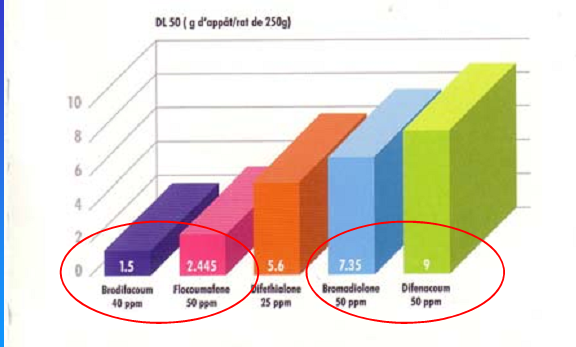 DL 50 ( g d'appât/rat de 250g)
10
8
6
4
2
0
1.5
2.445
5.6
7.35
9
Brodifacoum
40 ppm
Flocoumafene
50 ppm
Difethialone
25 ppm
Bromadiolone
50 ppm
Difenacoum
50 ppm